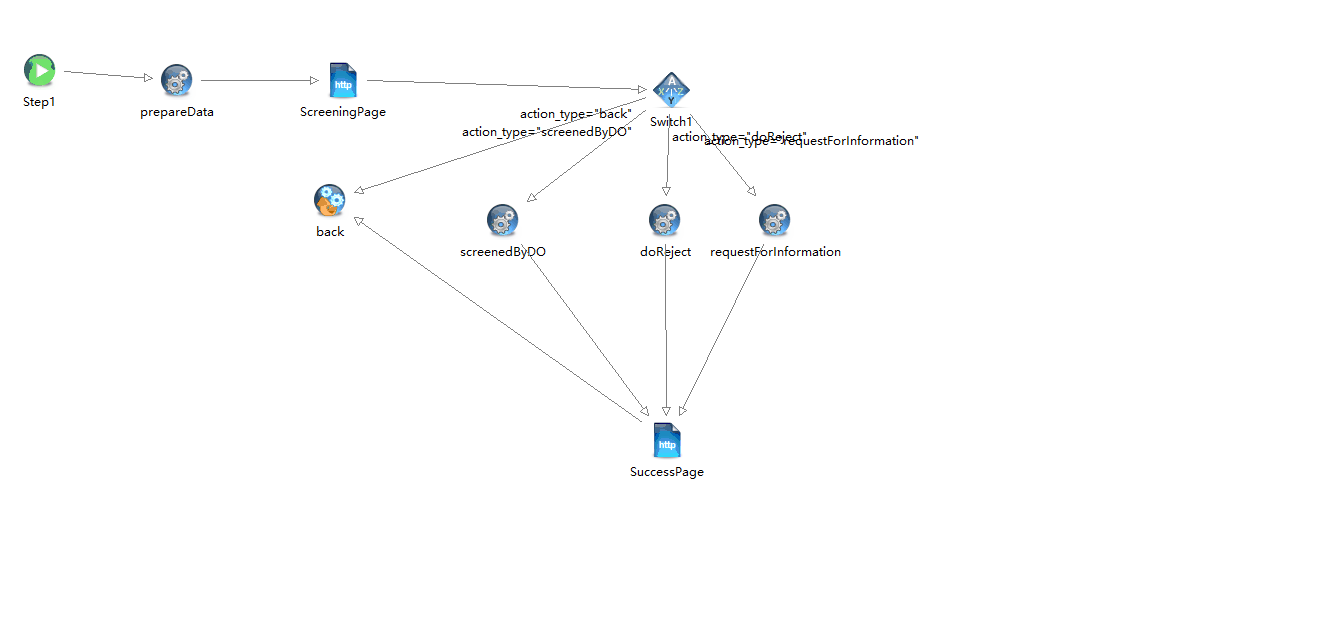 Step1
prepareData
http
ScreeningPage
A
X Z
Y
Switch1
action_type="back"
action_type="screenedByDO"
action_type="doReject"
action_type="requestForInformation"
back
screenedByDO
doReject
requestForInformation
http
SuccessPage